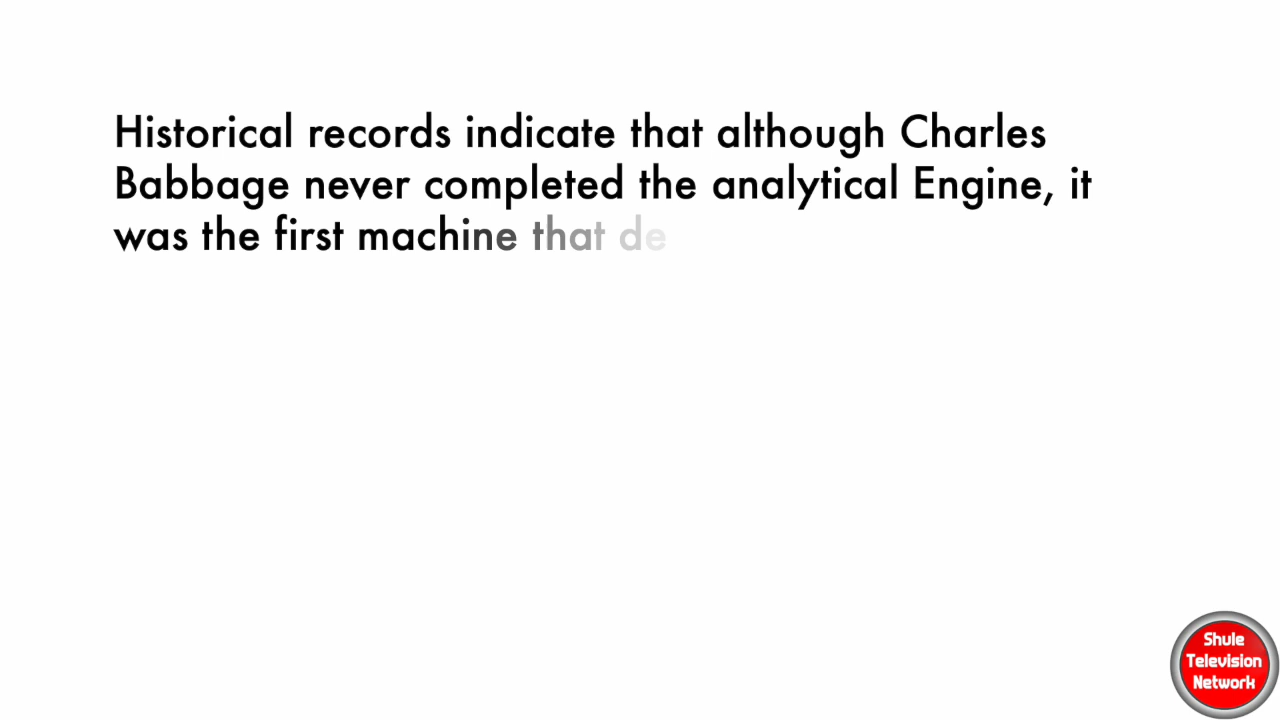 Historical records indicate that although Charles
Babbage never completed the analytical Engine, it
was the first machine that de
Shule
Television
Network